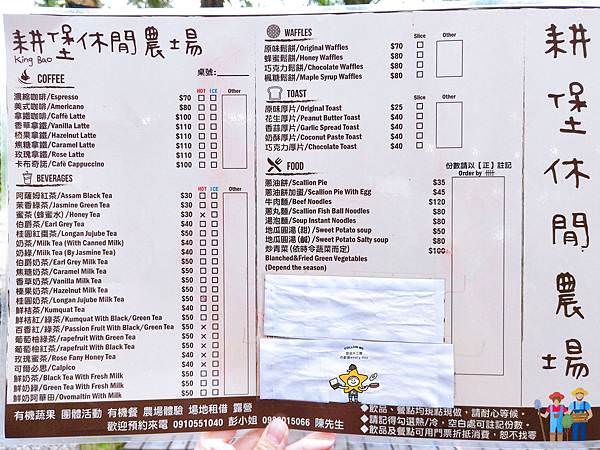 耕堡休閒農場
King Bao
桌號:
COFFEE
HOT ICE Other
濃縮咖啡/Espresso $70
美式咖啡/Americano $80
拿鐵咖啡/Caffè Latte $100
香草拿鐵/Vanilla Latte $110
榛果拿鐵/Hazelnut Latte $110
焦糖拿鐵/Caramel Latte $110
玫瑰拿鐵/Rose Latte $110
卡布奇諾/Café Cappuccino $100
BEVERAGES
HOT ICE Other
阿薩姆紅茶/Assam Black Tea $30
茉香綠茶/Jasmine Green Tea $30
蜜茶(蜂蜜水)/Honey Tea $30
伯爵茶/Earl Grey Tea $40
桂圓紅棗茶/Longan Jujube Tea $50
奶茶/Milk Tea (With Canned Milk) $40
奶綠/Milk Tea (By Jasmine Tea) $40
伯爵奶茶/Earl Grey Milk Tea $50
焦糖奶茶/Caramel Milk Tea $50
香草奶茶/Vanilla Milk Tea $50
榛果奶茶/Hazelnut Milk Tea $50
桂圓奶茶/Longan Jujube Milk Tea $60
鮮桔茶/Kumquat Tea $40
鮮桔紅/綠茶/Kumquat With Black/Green Tea $50
百香紅/綠茶/Passion Fruit With Black/Green Tea $50
葡萄柚綠茶/rapefruit With Green Tea $50
葡萄柚紅茶/rapefruit With Black Tea $50
玫瑰蜜茶/Rose Fany Honey Tea $40
可爾必思/Calpico $40
鮮奶茶/Black Tea With Fresh Milk $50
鮮奶綠/Green Tea With Fresh Milk $50
鮮奶阿華田/Ovomaltin With Milk $60
WAFFLES
Slice Other
原味鬆餅/Original Waffles $70
蜂蜜鬆餅/Honey Waffles $80
巧克力鬆餅/Chocolate Waffles $80
楓糖鬆餅/Maple Syrup Waffles $80
TOAST
Slice Other
原味厚片/Original Toast $25
花生厚片/Peanut Butter Toast $40
香蒜厚片/Garlic Spread Toast $40
奶酥厚片/Coconut Paste Toast $40
巧克力厚片/Chocolate Toast $40
FOOD
份數請以【正】註記
Order by
蔥油餅/Scallion Pie $35
蔥油餅加蛋/Scallion Pie With Egg $45
牛肉麵/Beef Noodles $120
蔥丸麵/Scallion Fish Ball Noodles $80
湯泡麵/Soup Instant Noodles $80
地瓜圓湯(甜)/Sweet Potato soup $50
地瓜圓湯(鹹)/Sweet Potato Salty soup $80
炒青菜(依時令蔬菜而定) $100
Blanched&Fried Green Vegetables
(Depend the season)
FOLLOW ME
every day
耕堡休閒農場
有機蔬果 團體活動 有機餐 農場體驗 場地租借 露營
歡迎預約來電 0910551040 彭小姐 5066 陳先生
◆飲品、餐點均現點現做,請耐心等候。
◆請記得勾選熱/冷,空白處可註記份數。
◆飲品及餐點可用門票折抵消費,恕不找零